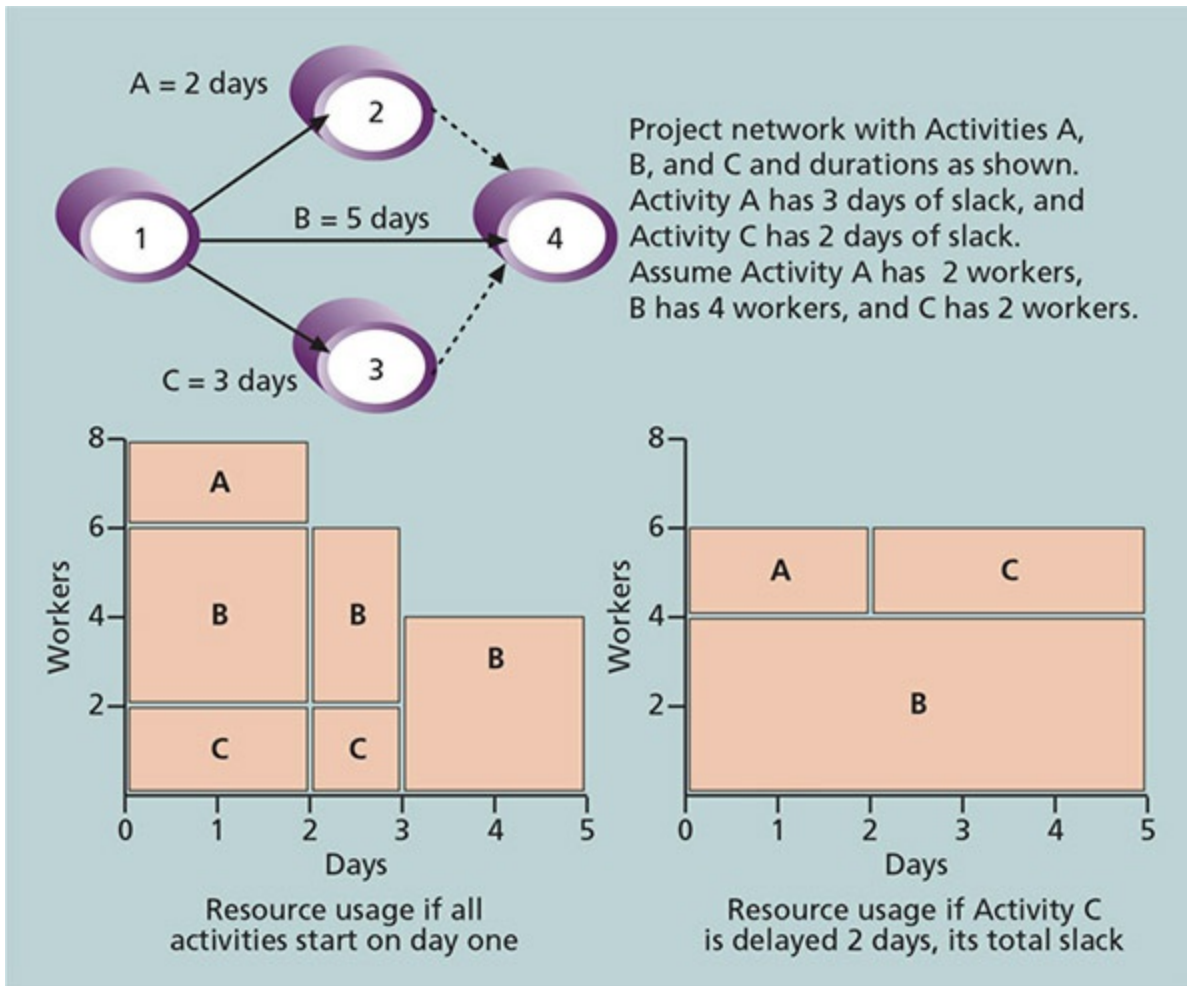 A = 2 days
2
1
B = 5 days
4
C = 3 days
3
Project network with Activities A,
B, and C and durations as shown.
Activity A has 3 days of slack, and
Activity C has 2 days of slack.
Assume Activity A has 2 workers,
B has 4 workers, and C has 2 workers.
8
6
4
2
Workers
A
B
B
B
C
C
0 1 2 3 4 5
Days
Resource usage if all
activities start on day one
8
6
4
2
Workers
A
C
B
0 1 2 3 4 5
Days
Resource usage if Activity C
is delayed 2 days, its total slack